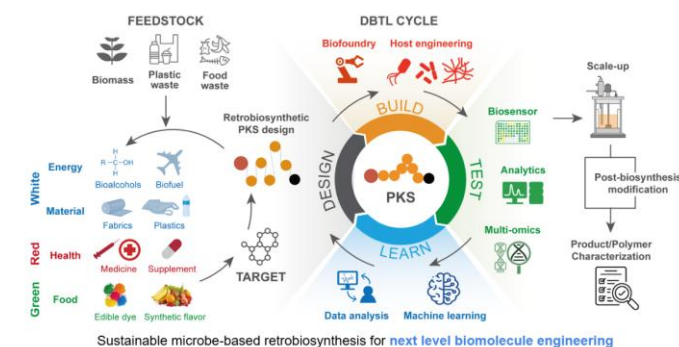 FEEDSTOCK
Biomass
Plastic
waste
Food
waste
White
Energy
R
H
C
OH
H
Bioalcohols
Biofuel
Material
Fabrics
Plastics
Red
Health
Medicine
Supplement
Green
Food
Edible dye
Synthetic flavor
Retrobiosynthetic
PKS design
TARGET
DBTL CYCLE
Biofoundry
Host engineering
BUILD
DESIGN
PKS
TEST
LEARN
Biosensor
Analytics
Multi-omics
Data analysis
Machine learning
Scale-up
Post-biosynthesis
modification
Product/Polymer
Characterization
Sustainable microbe-based retrobiosynthesis for next level biomolecule engineering